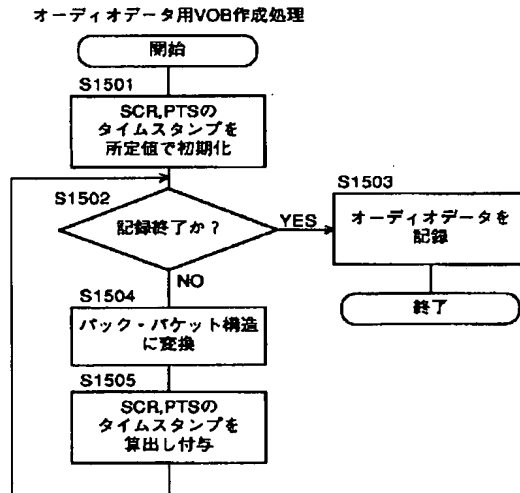 オーディオデータ用VOB作成処理
開始
S1501
SCR,PTSの
タイムスタンプを
所定値で初期化
S1502
記録終了か？
YES
S1503
オーディオデータを
記録
終了
NO
S1504
パック・パケット構造
に変換
S1505
SCR,PTSの
タイムスタンプを
算出し付与